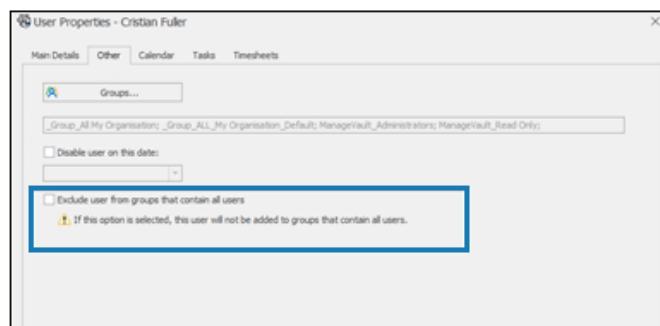 User Properties - Cristian Fuller
Main Details Other Calendar Tasks Timesheets
Groups...
_Group_All My Organisation; _Group_ALL_My Organisation_Default; ManageVault_Administrators; ManageVault_Read Only;
Disable user on this date:
Exclude user from groups that contain all users
If this option is selected, this user will not be added to groups that contain all users.